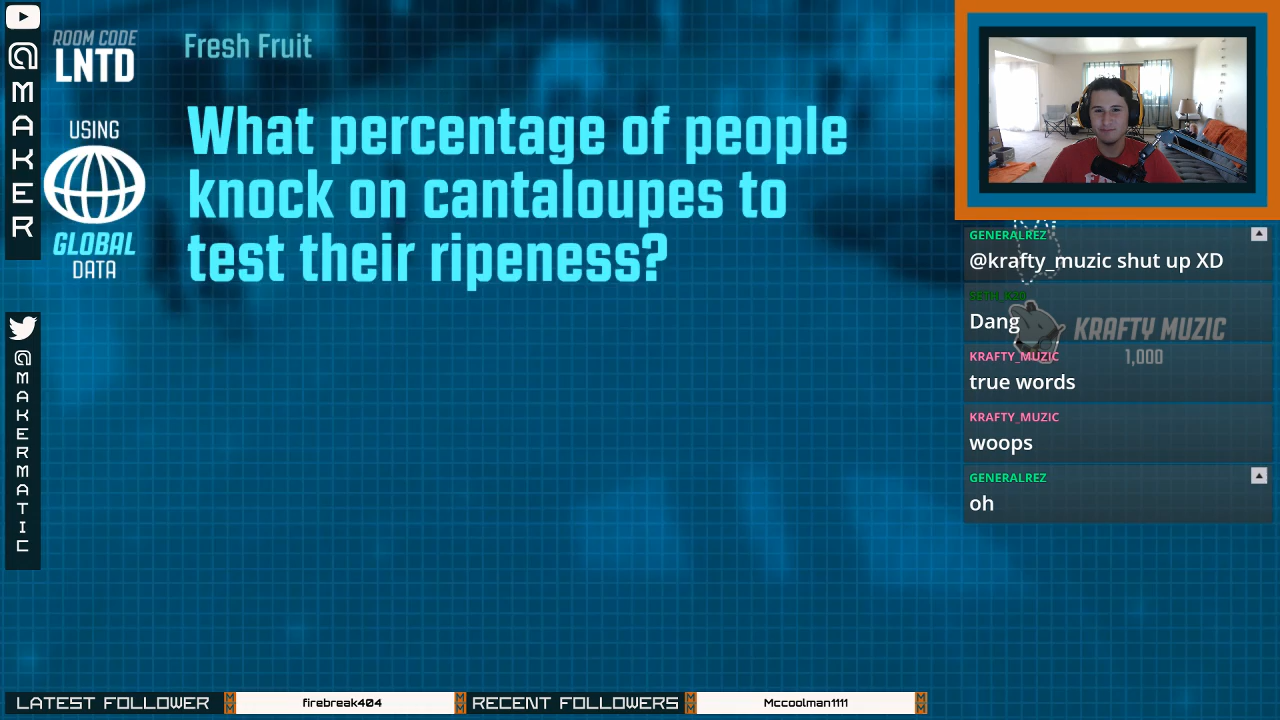 @MAKER
@MAKERMATIC
ROOM CODE
LNTD
USING
GLOBAL
DATA
Fresh Fruit
What percentage of people
knock on cantaloupes to
test their ripeness?
GENERALREZ
@krafty_muzic shut up XD
Dang
KRAFTY MUZIC
1,000
KRAFTY_MUZIC
true words
KRAFTY_MUZIC
woops
GENERALREZ
oh
LATEST FOLLOWER
firebreak404
RECENT FOLLOWERS
Mccoolman1111